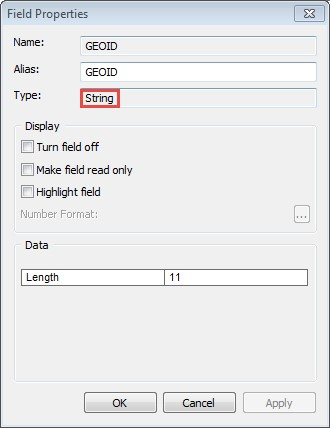 Field Properties
Name: GEOID
Alias: GEOID
Type: String
Display
Turn field off
Make field read only
Highlight field
Number Format: ...
Data
Length 11
OK Cancel Apply